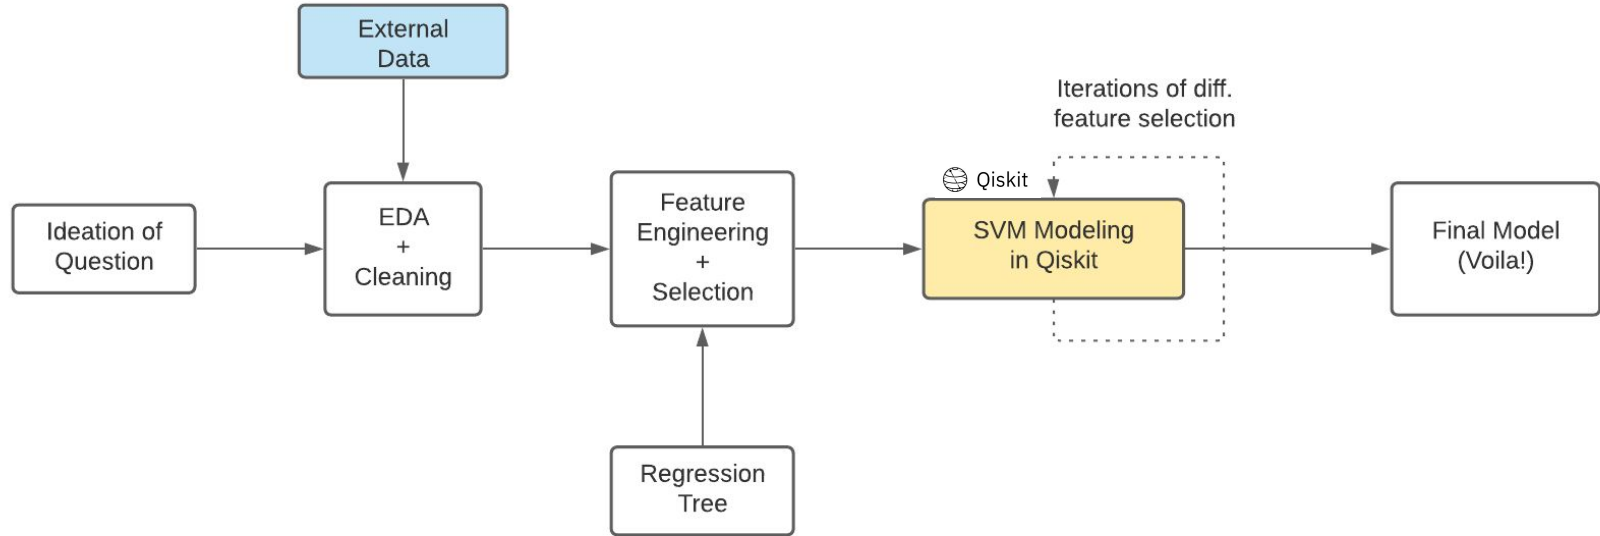 External
Data
Iterations of diff.
feature selection
Qiskit
Ideation of
Question
EDA
+
Cleaning
Feature
Engineering
+
Selection
SVM Modeling
in Qiskit
Final Model
(Voila!)
Regression
Tree